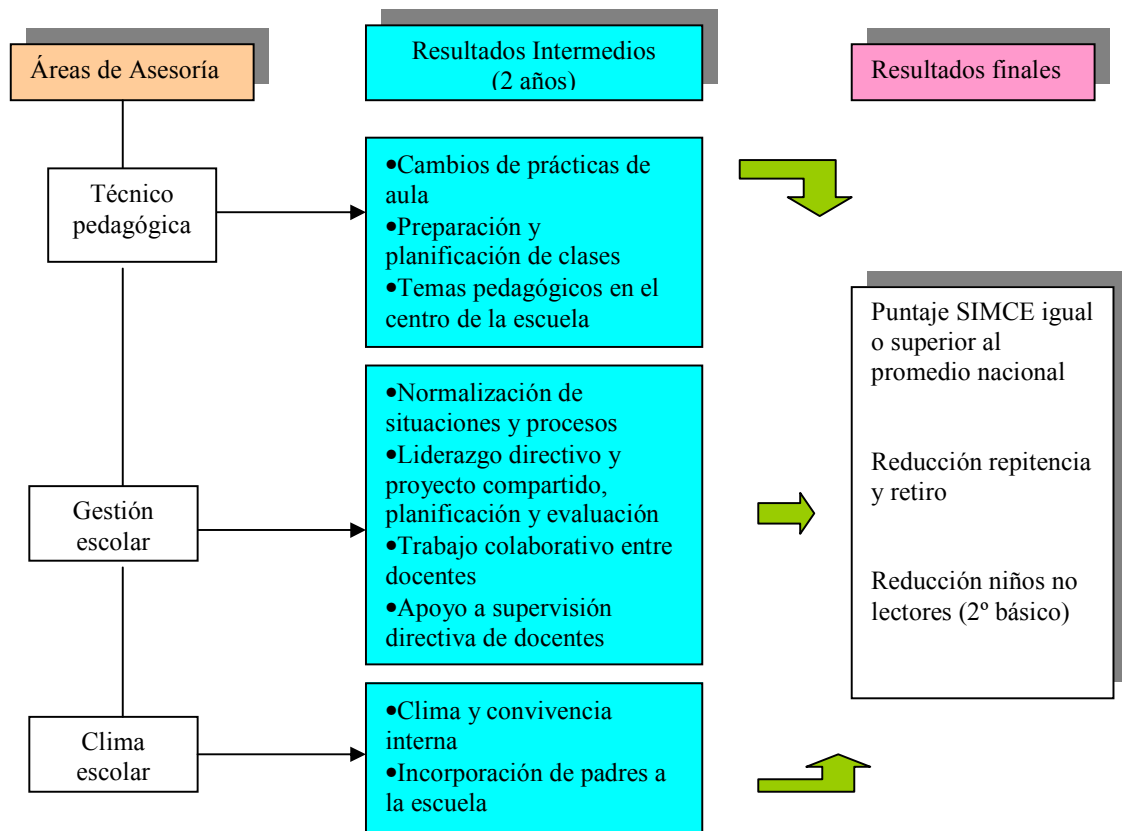 Áreas de Asesoría
Resultados Intermedios
(2 años)
Resultados finales
Técnico
pedagógica
•Cambios de prácticas de
aula
•Preparación y
planificación de clases
•Temas pedagógicos en el
centro de la escuela
Gestión
escolar
•Normalización de
situaciones y procesos
•Liderazgo directivo y
proyecto compartido,
planificación y evaluación
•Trabajo colaborativo entre
docentes
•Apoyo a supervisión
directiva de docentes
Clima
escolar
•Clima y convivencia
interna
•Incorporación de padres a
la escuela
Puntaje SIMCE igual
o superior al
promedio nacional
Reducción repitencia
y retiro
Reducción niños no
lectores (2º básico)